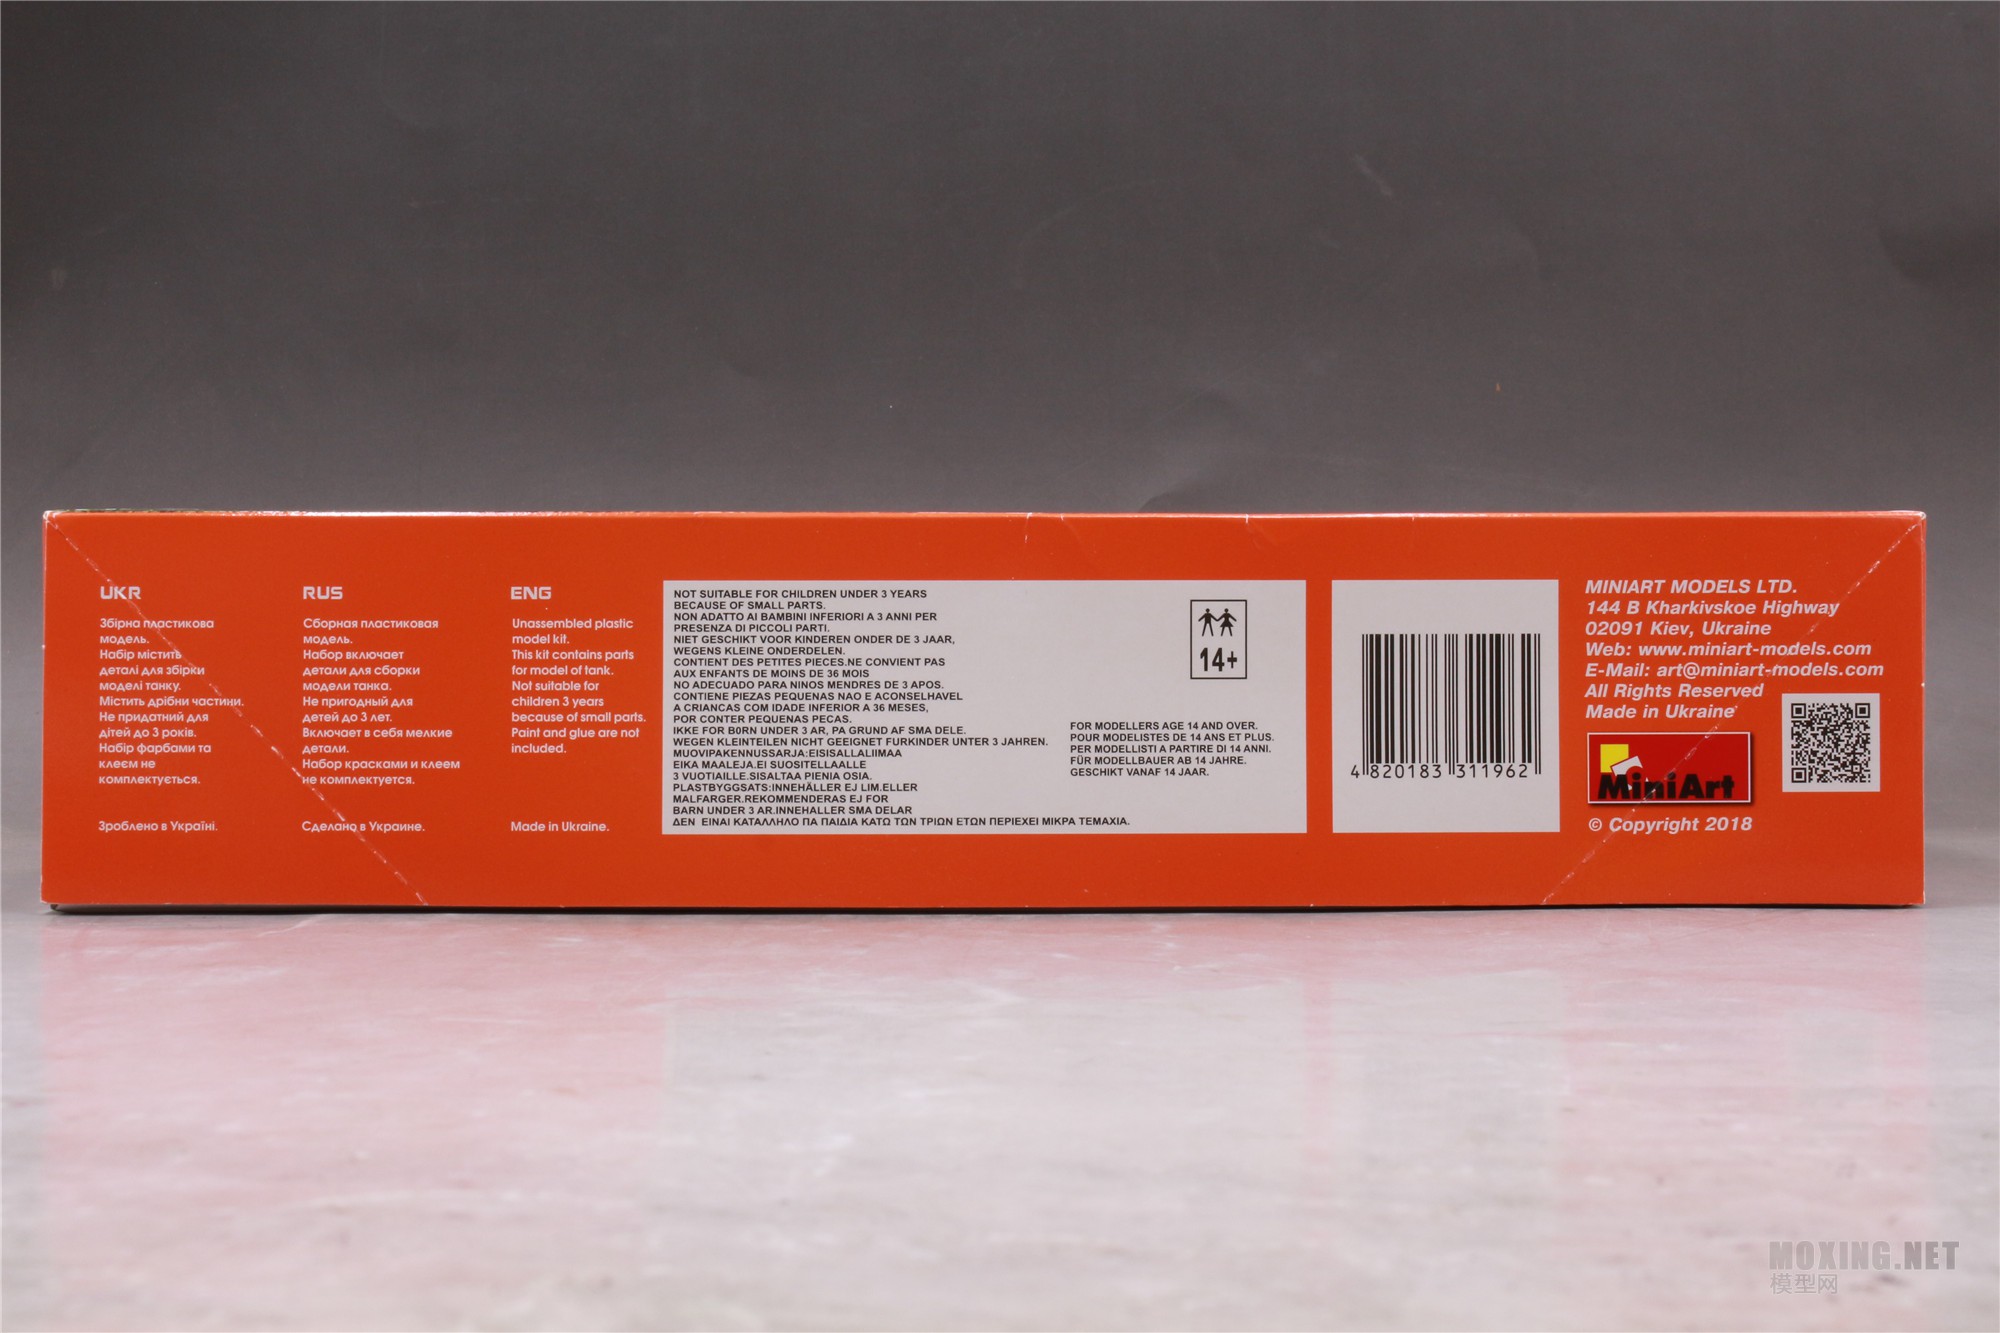 UKR
Збірна пластикова
модель.
Набір містить
деталі для збірки
моделі танку.
Містить дрібні частини.
Не придатний для
дітей до 3 років.
Набір фарбами та
клеєм не
комплектується.
Зроблено в Україні.
RUS
Сборная пластиковая
модель.
Набор включает
детали для сборки
модели танка.
Не пригодный для
детей до 3 лет.
Включает в себя мелкие
детали.
Набор красками и клеем
не комплектуется.
Сделано в Украине.
ENG
Unassembled plastic
model kit.
This kit contains parts
for model of tank.
Not suitable for
children 3 years
because of small parts.
Paint and glue are not
included.
Made in Ukraine.
NOT SUITABLE FOR CHILDREN UNDER 3 YEARS
BECAUSE OF SMALL PARTS.
NON ADATTO AI BAMBINI INFERIORI A 3 ANNI PER
PRESENZA DI PICCOLI PARTI.
NIET GESCHIKT VOOR KINDEREN ONDER DE 3 JAAR,
WEGENS KLEINE ONDERDELEN.
CONTIENT DES PETITES PIECES.NE CONVIENT PAS
AUX ENFANTS DE MOINS DE 36 MOIS
NO ADECUADO PARA NINOS MENDRES DE 3 APOS.
CONTIENE PIEZAS PEQUENAS NAO E ACONSELHAVEL
A CRIANCAS COM IDADE INFERIOR A 36 MESES,
POR CONTER PEQUENAS PECAS.
IKKE FOR B0RN UNDER 3 AR, PA GRUND AF SMA DELE.
WEGEN KLEINTEILEN NICHT GEEIGNET FURKINDER UNTER 3 JAHREN.
MUOVIPAKENNUSSARJA:EISISALLALIIMAA
EIKA MAALEJA.EI SUOSITELLAALLE
3 VUOTIAILLE.SISALTAA PIENIA OSIA.
PLASTBYGGSATS:INNEHÄLLER EJ LIM.ELLER
MALFARGER.REKOMMENDERAS EJ FOR
BARN UNDER 3 AR.INNEHALLER SMA DELAR
ΔΕΝ ΕΙΝΑΙ ΚΑΤΑΛΛΗΛΟ ΠΑ ΠΑΙΔΙΑ ΚΑΤΩ ΤΩΝ ΤΡΙΩΝ ΕΤΩΝ ΠΕΡΙΕΧΕΙ ΜΙΚΡΑ ΤΕΜΑΧΙΑ.
14+
FOR MODELLERS AGE 14 AND OVER.
POUR MODELISTES DE 14 ANS ET PLUS.
PER MODELLISTI A PARTIRE DI 14 ANNI.
FÜR MODELLBAUER AB 14 JAHRE.
GESCHIKT VANAF 14 JAAR.
4 820183 311962
MINIART MODELS LTD.
144 B Kharkivskoe Highway
02091 Kiev, Ukraine
Web: www.miniart-models.com
E-Mail: art@miniart-models.com
All Rights Reserved
Made in Ukraine
MiniArt
© Copyright 2018
MOXING.NET
模型网